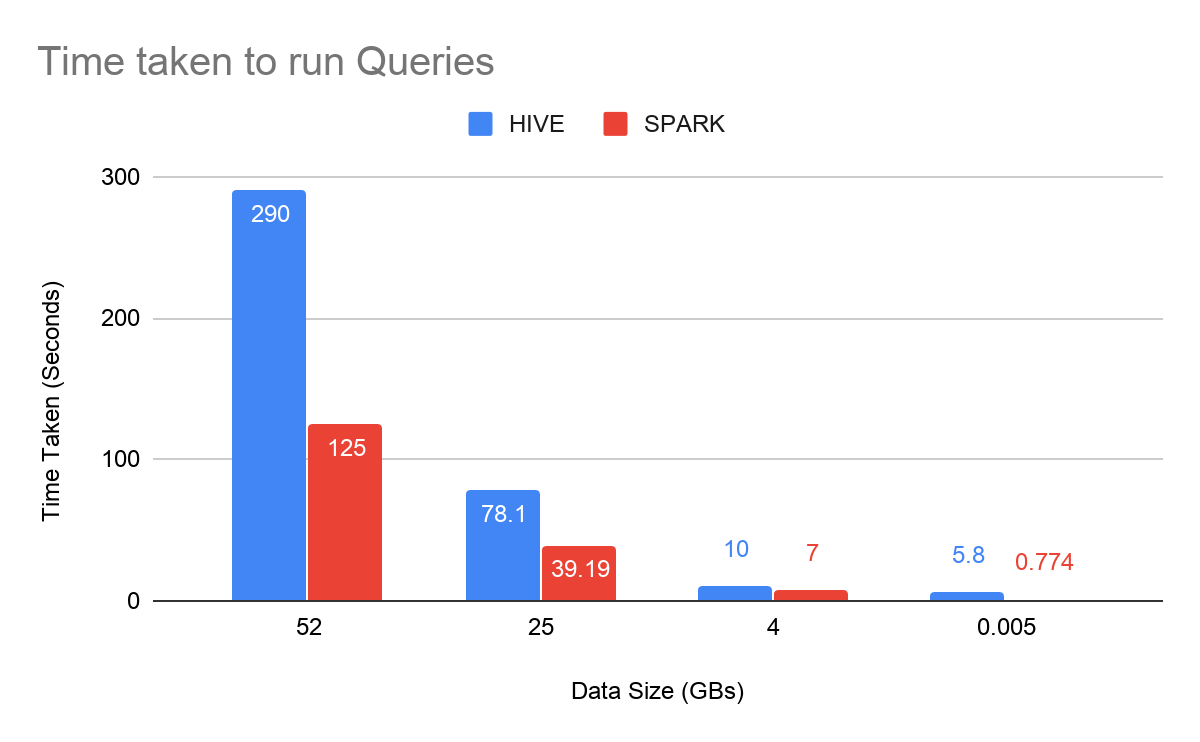 Time taken to run Queries
HIVE SPARK
300
200
100
0
Time Taken (Seconds)
290
125
78.1
39.19
10
7
5.8
0.774
52 25 4 0.005
Data Size (GBs)